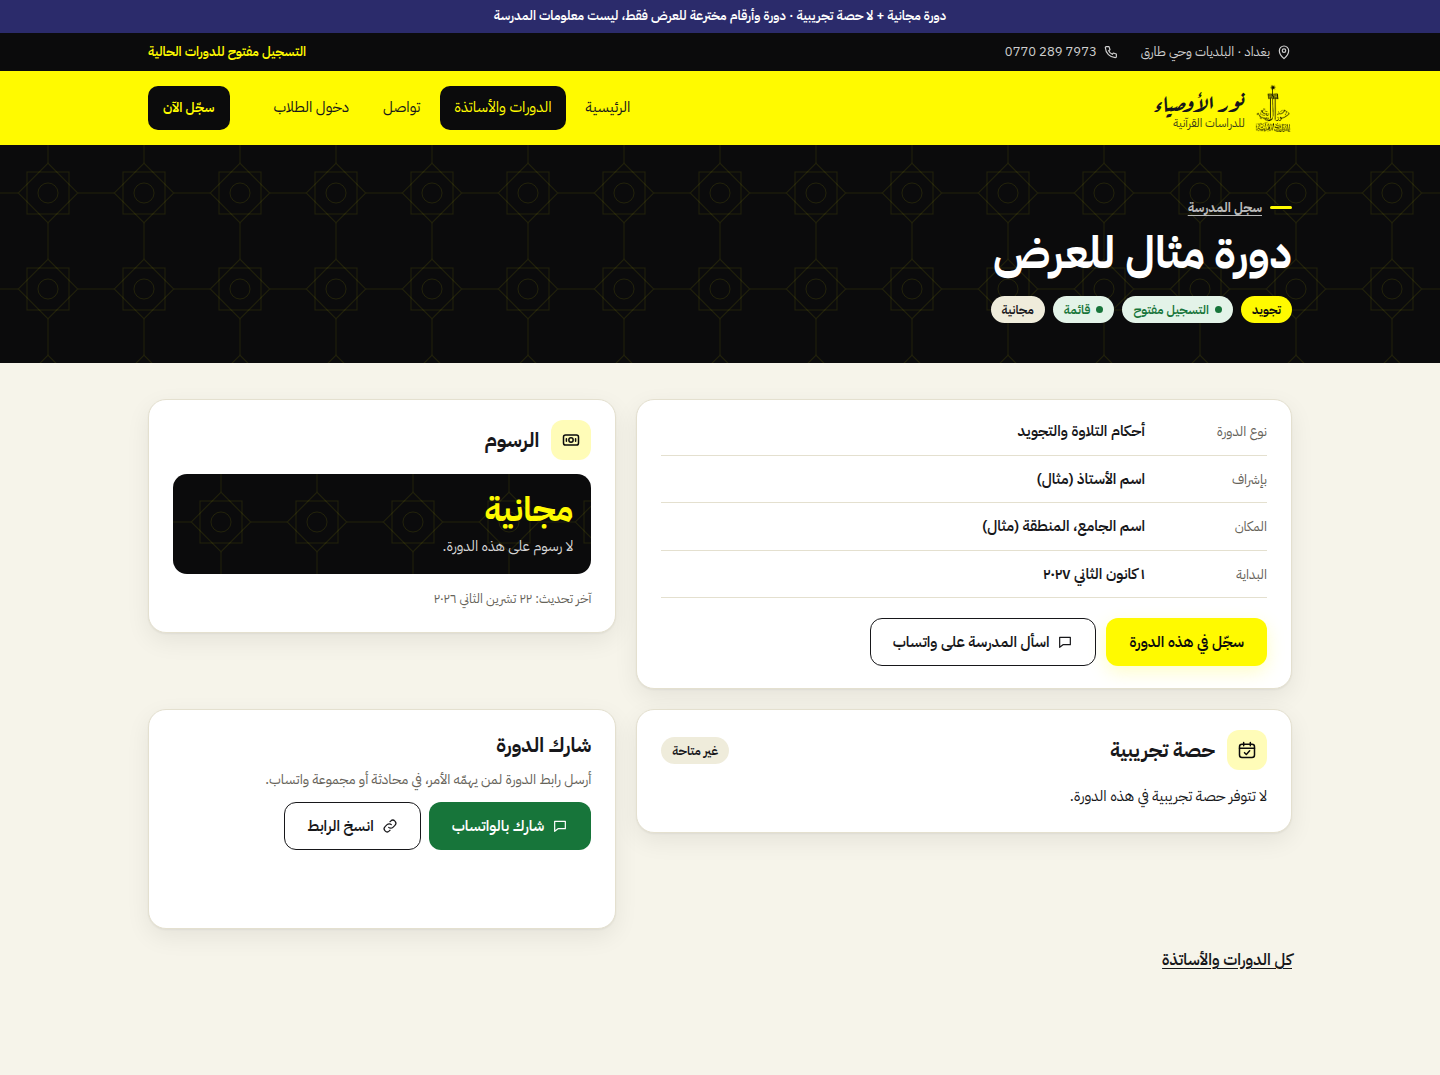 دورة مجانية + لا حصة تجريبية · دورة وأرقام مخترعة للعرض فقط، ليست معلومات المدرسة
بغداد · البلديات وحي طارق
0770 289 7973
التسجيل مفتوح للدورات الحالية
نور الأوصياء
للدراسات القرآنية
الرئيسية
الدورات والأساتذة
تواصل
دخول الطلاب
سجّل الآن
سجل المدرسة
دورة مثال للعرض
تجويد
التسجيل مفتوح
قائمة
مجانية
نوع الدورة
أحكام التلاوة والتجويد
بإشراف
اسم الأستاذ (مثال)
المكان
اسم الجامع، المنطقة (مثال)
البداية
١ كانون الثاني ٢٠٢٧
سجّل في هذه الدورة
اسأل المدرسة على واتساب
الرسوم
مجانية
لا رسوم على هذه الدورة.
آخر تحديث: ٢٢ تشرين الثاني ٢٠٢٦
حصة تجريبية
غير متاحة
لا تتوفر حصة تجريبية في هذه الدورة.
شارك الدورة
أرسل رابط الدورة لمن يهمّه الأمر، في محادثة أو مجموعة واتساب.
شارك بالواتساب
انسخ الرابط
كل الدورات والأساتذة